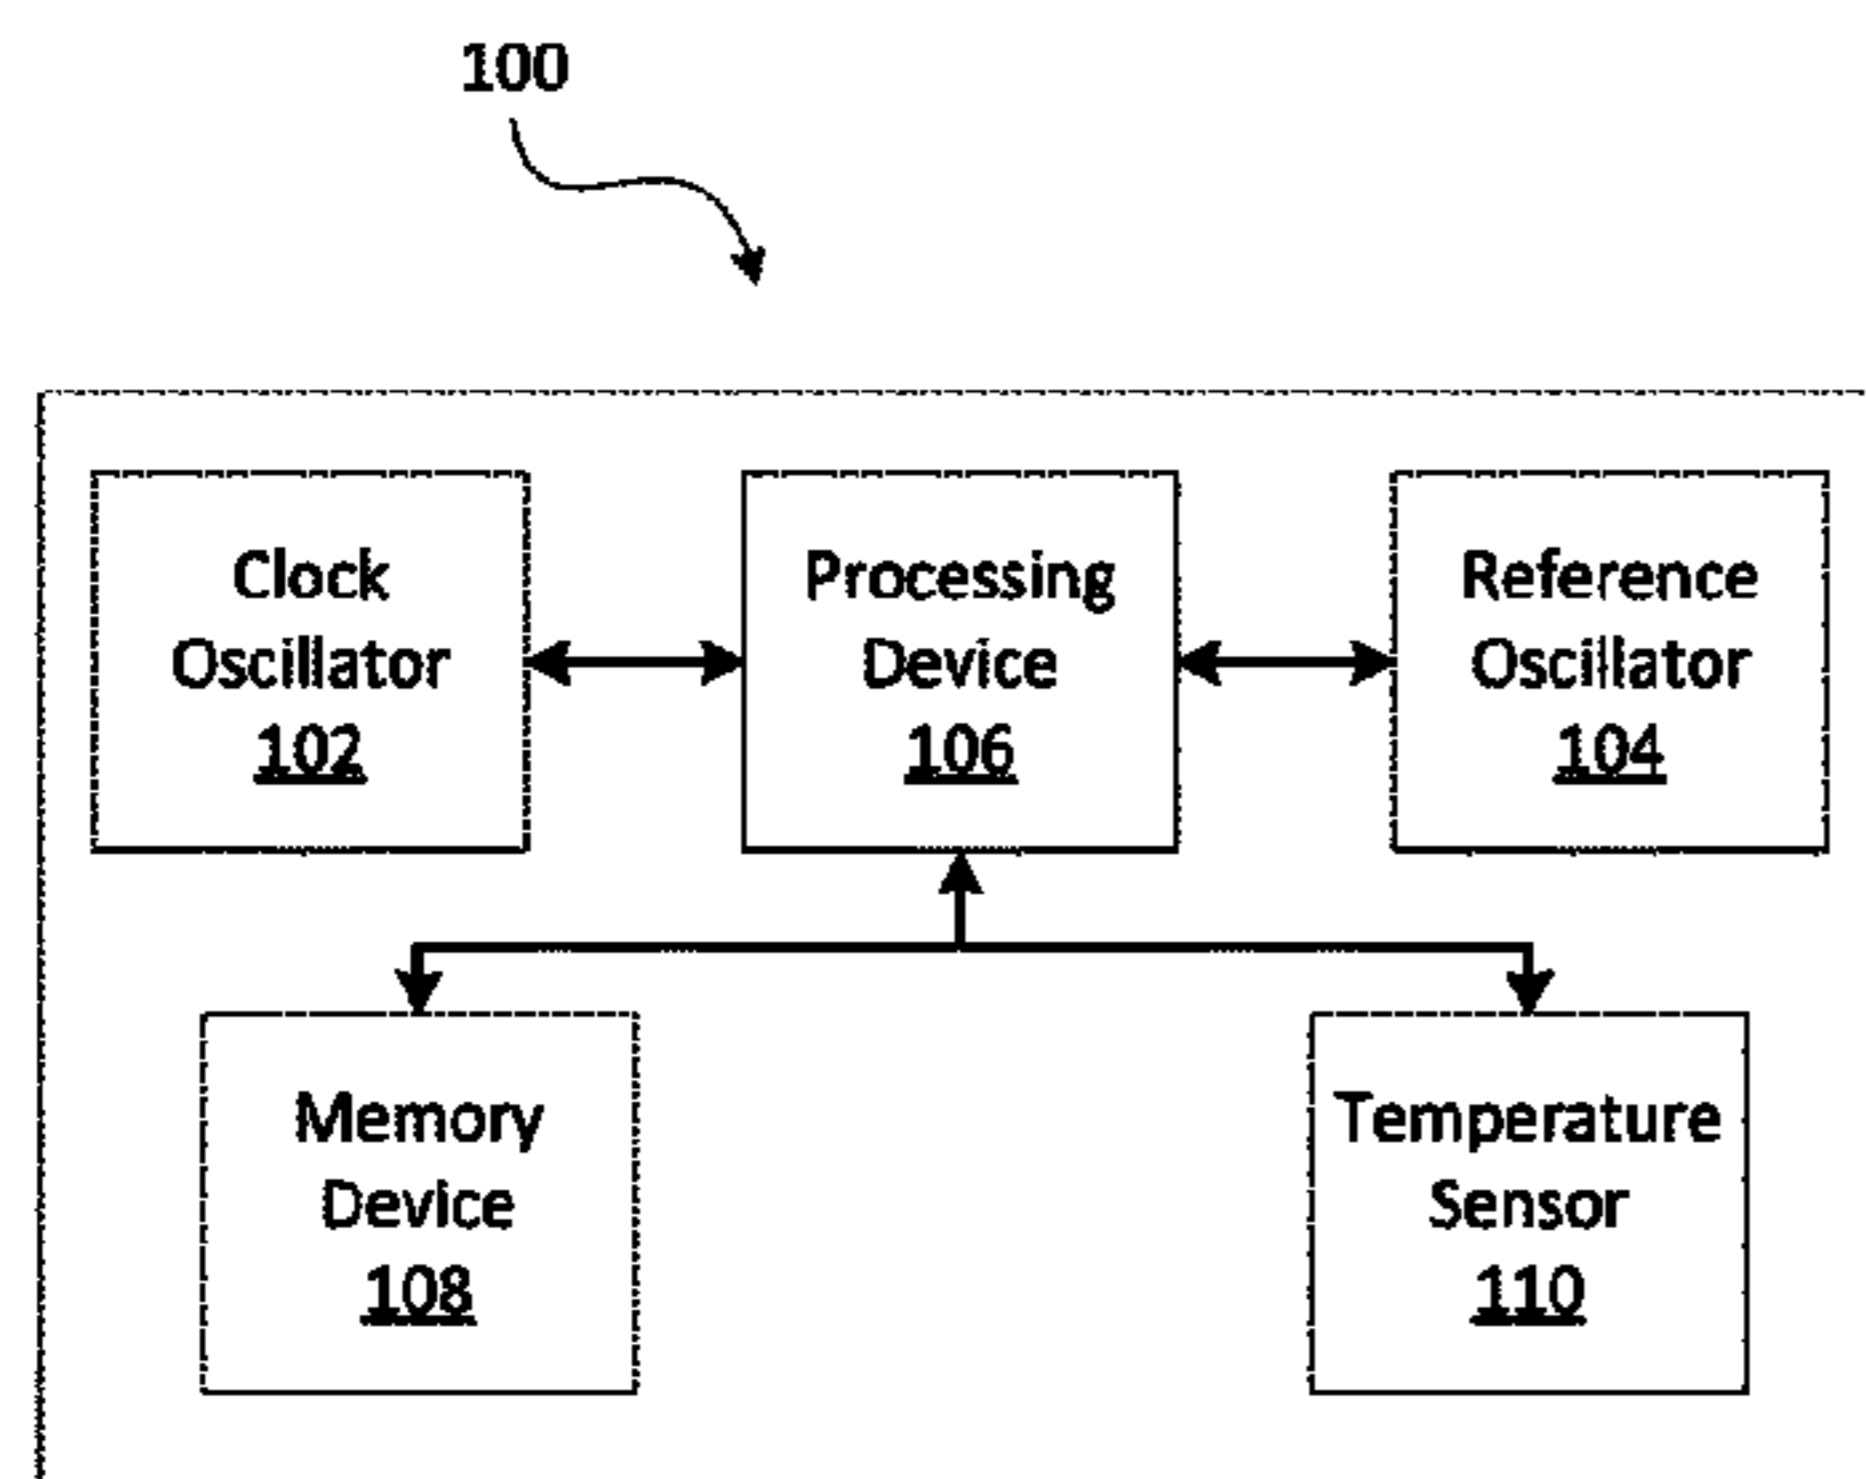 100
Clock
Oscillator
102
Processing
Device
106
Reference
Oscillator
104
Memory
Device
108
Temperature
Sensor
110